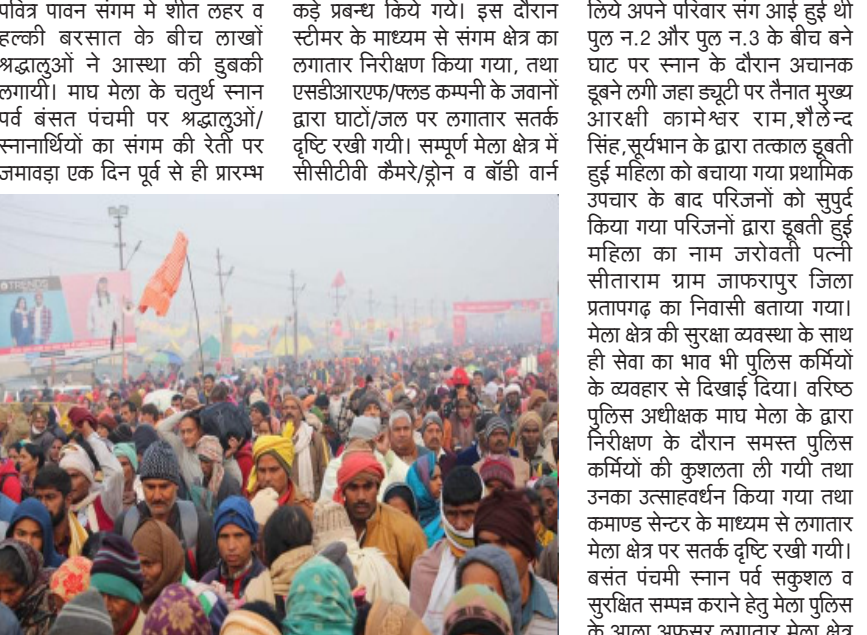 पवित्र पावन संगम में शीत लहर व
हल्की बरसात के बीच लाखों
श्रद्धालुओं ने आस्था की डुबकी
लगायी। माघ मेला के चतुर्थ स्नान
पर्व बंसत पंचमी पर श्रद्धालुओं/
स्नानार्थियों का संगम की रेती पर
जमावड़ा एक दिन पूर्व से ही प्रारम्भ
कड़े प्रबन्ध किये गये। इस दौरान
स्टीमर के माध्यम से संगम क्षेत्र का
लगातार निरीक्षण किया गया, तथा
एसडीआरएफ/फ्लड कम्पनी के जवानों
द्वारा घाटों/जल पर लगातार सतर्क
दृष्टि रखी गयी। सम्पूर्ण मेला क्षेत्र में
सीसीटीवी कैमरे/ड्रोन व बॉडी वार्न
TRENDS
लिये अपने परिवार संग आई हुई थी
पुल न.2 और पुल न.3 के बीच बने
घाट पर स्नान के दौरान अचानक
डूबने लगी जहा ड्यूटी पर तैनात मुख्य
आरक्षी कामेश्वर राम,शैलेन्द
सिंह,सूर्यभान के द्वारा तत्काल डूबती
हुई महिला को बचाया गया प्रथामिक
उपचार के बाद परिजनों को सुपुर्द
किया गया परिजनों द्वारा डूबती हुई
महिला का नाम जरोवती पत्नी
सीताराम ग्राम जाफरापुर जिला
प्रतापगढ़ का निवासी बताया गया।
मेला क्षेत्र की सुरक्षा व्यवस्था के साथ
ही सेवा का भाव भी पुलिस कर्मियों
के व्यवहार से दिखाई दिया। वरिष्ठ
पुलिस अधीक्षक माघ मेला के द्वारा
निरीक्षण के दौरान समस्त पुलिस
कर्मियों की कुशलता ली गयी तथा
उनका उत्साहवर्धन किया गया तथा
कमाण्ड सेन्टर के माध्यम से लगातार
मेला क्षेत्र पर सतर्क दृष्टि रखी गयी।
बसंत पंचमी स्नान पर्व सकुशल व
सुरक्षित सम्पन्न कराने हेतु मेला पुलिस
के आला अफसर लगातार मेला क्षेत्र